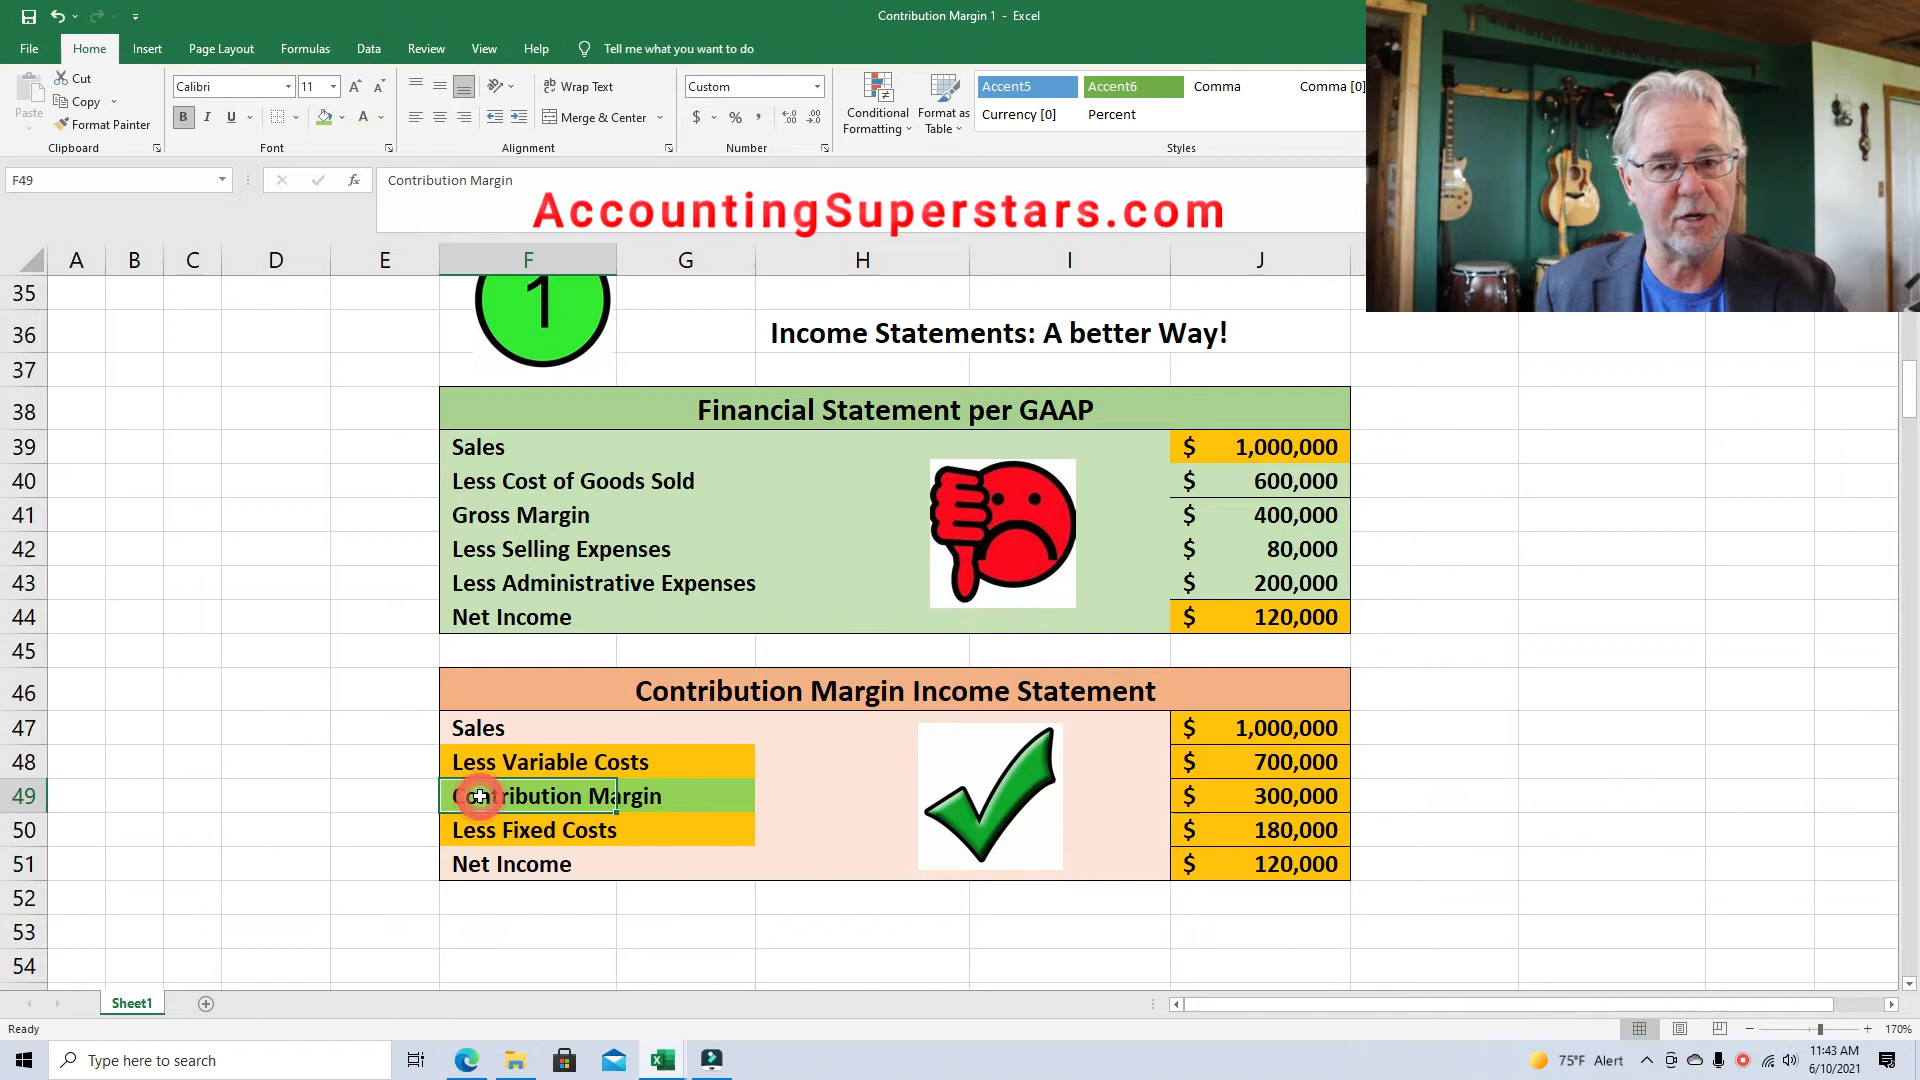 Contribution Margin 1 - Excel
File Home Insert Page Layout Formulas Data Review View Help Tell me what you want to do
Cut
Copy
Format Painter
Paste
Clipboard
Calibri 11
B I U
Font
Wrap Text
Merge & Center
Alignment
Custom
$ % ,
Number
Conditional Formatting
Format as Table
Accent5 Accent6 Comma Comma [0]
Currency [0] Percent
Styles
F49 fx Contribution Margin
AccountingSuperstars.com
A B C D E F G H I J
35
1
36 Income Statements: A better Way!
37
38 Financial Statement per GAAP
39 Sales $ 1,000,000
40 Less Cost of Goods Sold $ 600,000
41 Gross Margin $ 400,000
42 Less Selling Expenses $ 80,000
43 Less Administrative Expenses $ 200,000
44 Net Income $ 120,000
45
46 Contribution Margin Income Statement
47 Sales $ 1,000,000
48 Less Variable Costs $ 700,000
49 Contribution Margin $ 300,000
50 Less Fixed Costs $ 180,000
51 Net Income $ 120,000
52
53
54
Sheet1
Ready 170%
Type here to search 75°F Alert 11:43 AM
6/10/2021